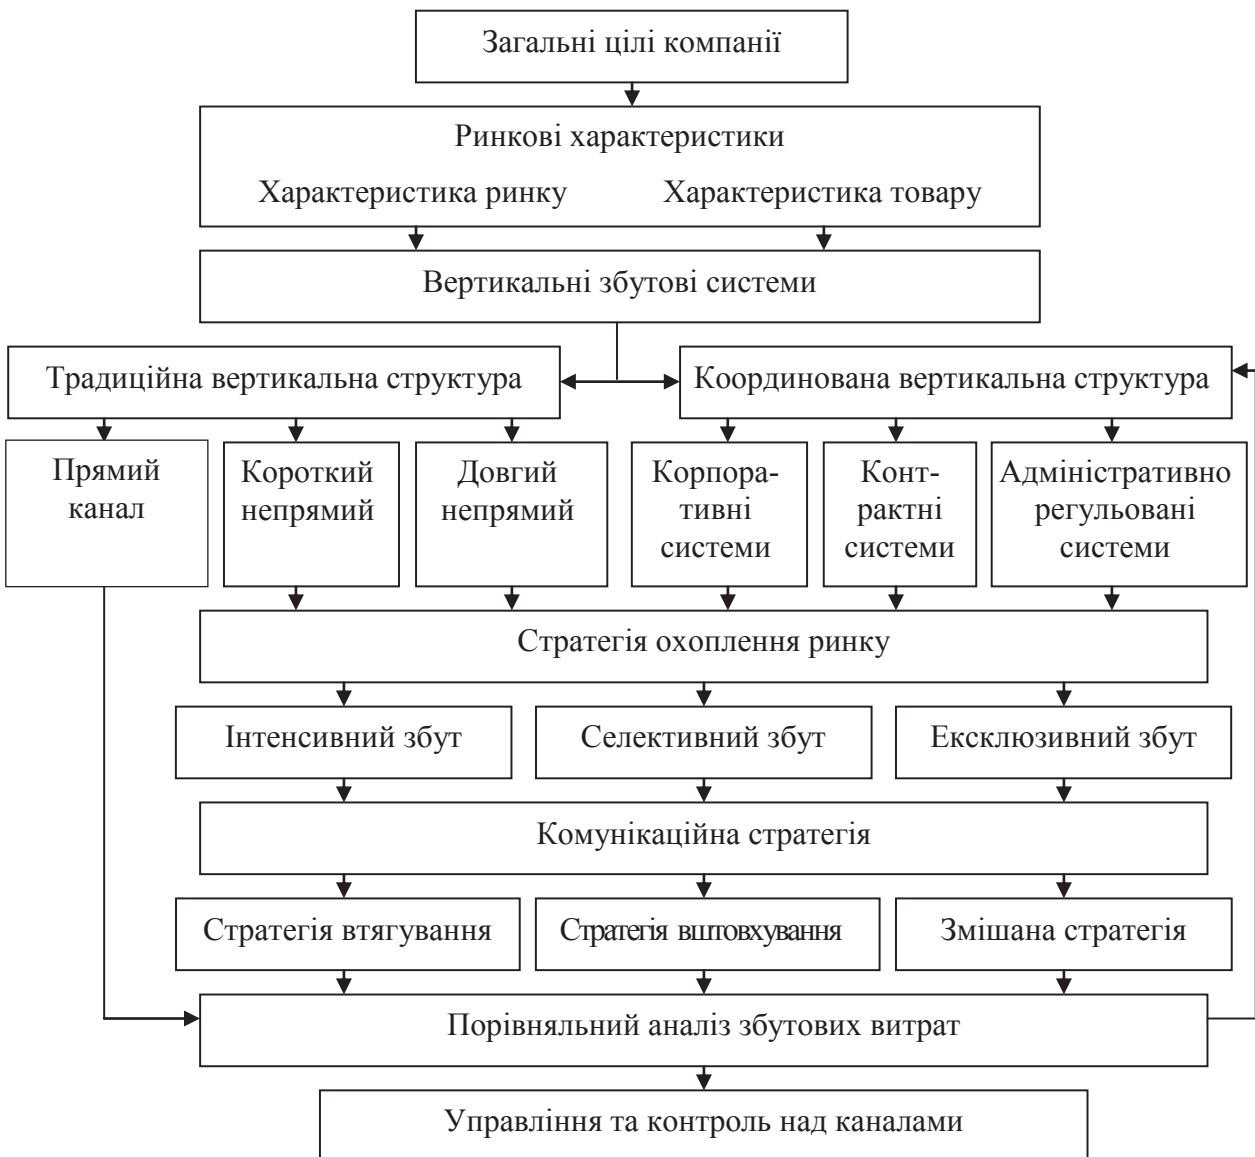 Загальні цілі компанії
Ринкові характеристики
Характеристика ринку
Характеристика товару
Вертикальні збутові системи
Традиційна вертикальна структура
Координована вертикальна структура
Прямий
канал
Короткий
непрямий
Довгий
непрямий
Корпора-
тивні
системи
Конт-
рактні
системи
Адміністративно
регульовані
системи
Стратегія охоплення ринку
Інтенсивний збут
Селективний збут
Ексклюзивний збут
Комунікаційна стратегія
Стратегія втягування
Стратегія вштовхування
Змішана стратегія
Порівняльний аналіз збутових витрат
Управління та контроль над каналами